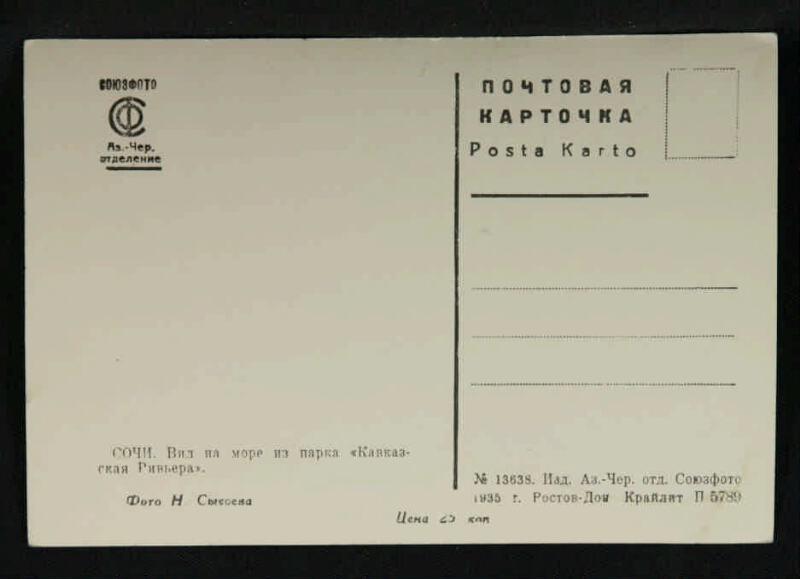 СОЮЗФОТО
СФ
Аз.-Чер.
отделение
ПОЧТОВАЯ
КАРТОЧКА
Posta Karto
СОЧИ. Вид на море из парка «Кавказ-
ская Ривьера».
Фото Н Сысоева
№ 13638. Изд. Аз.-Чер. отд. Союзфото
1935 г. Ростов-Дон Крайлит П 5789
Цена 25 коп